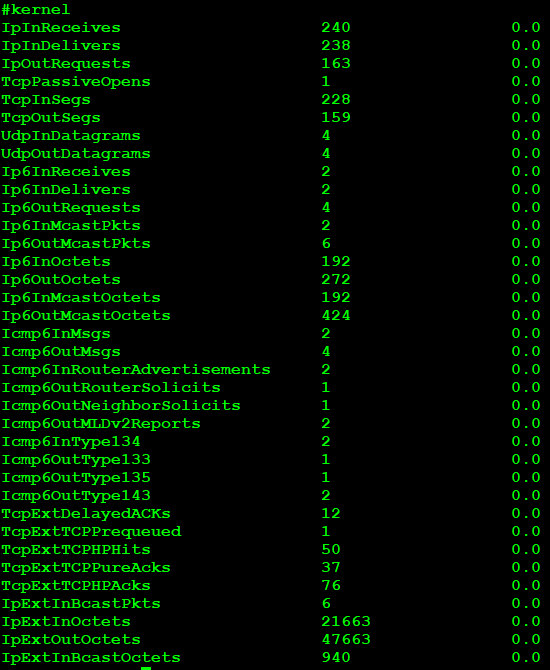 #kernel
IpInReceives 240 0.0
IpInDelivers 238 0.0
IpOutRequests 163 0.0
TcpPassiveOpens 1 0.0
TcpInSegs 228 0.0
TcpOutSegs 159 0.0
UdpInDatagrams 4 0.0
UdpOutDatagrams 4 0.0
Ip6InReceives 2 0.0
Ip6InDelivers 2 0.0
Ip6OutRequests 4 0.0
Ip6InMcastPkts 2 0.0
Ip6OutMcastPkts 6 0.0
Ip6InOctets 192 0.0
Ip6OutOctets 272 0.0
Ip6InMcastOctets 192 0.0
Ip6OutMcastOctets 424 0.0
Icmp6InMsgs 2 0.0
Icmp6OutMsgs 4 0.0
Icmp6InRouterAdvertisements 2 0.0
Icmp6OutRouterSolicits 1 0.0
Icmp6OutNeighborSolicits 1 0.0
Icmp6OutMLDv2Reports 2 0.0
Icmp6InType134 2 0.0
Icmp6OutType133 1 0.0
Icmp6OutType135 1 0.0
Icmp6OutType143 2 0.0
TcpExtDelayedACKs 12 0.0
TcpExtTCPPrequeued 1 0.0
TcpExtTCPHPHits 50 0.0
TcpExtTCPPureAcks 37 0.0
TcpExtTCPHPAcks 76 0.0
IpExtInBcastPkts 6 0.0
IpExtInOctets 21663 0.0
IpExtOutOctets 47663 0.0
IpExtInBcastOctets 940 0.0